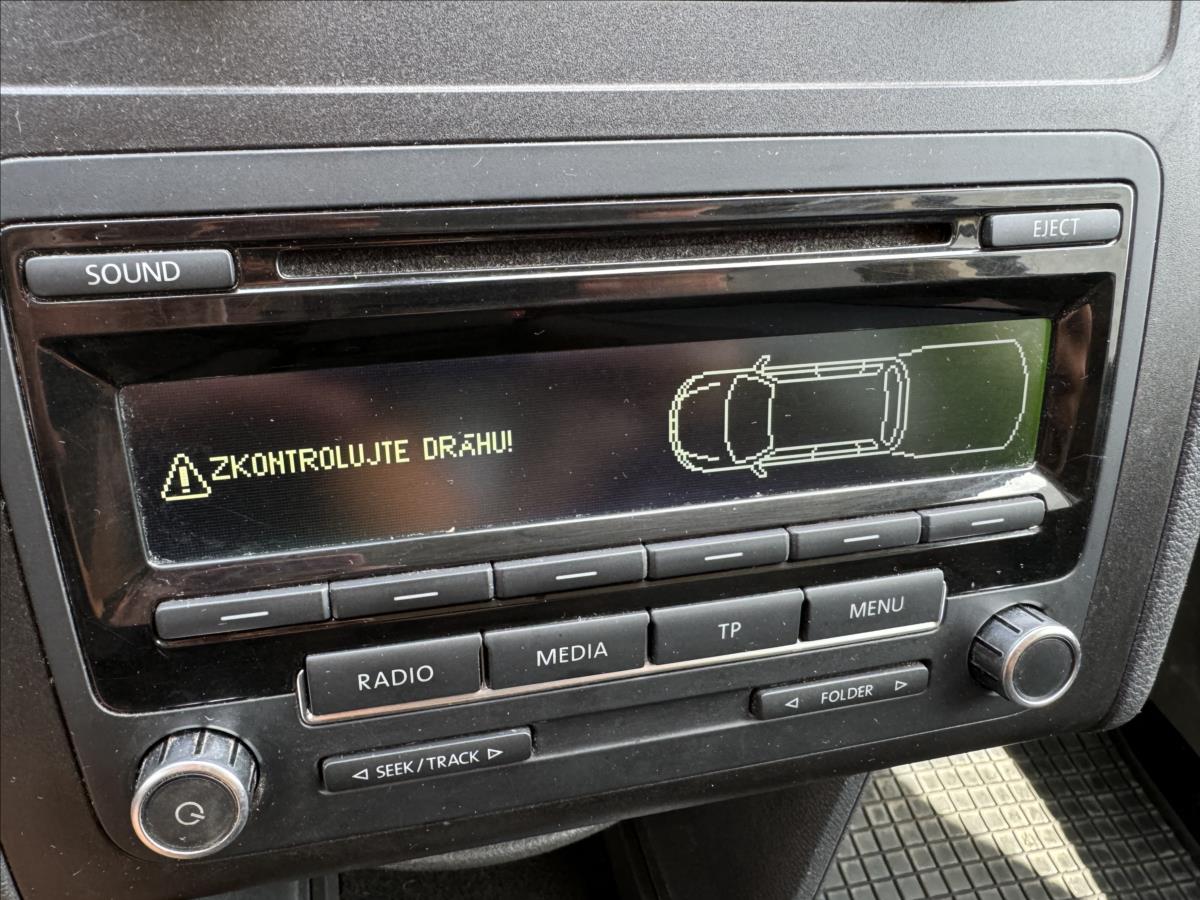 SOUND
EJECT
ZKONTROLUJTE DRÁHU!
RADIO
MEDIA
TP
MENU
SEEK / TRACK
FOLDER